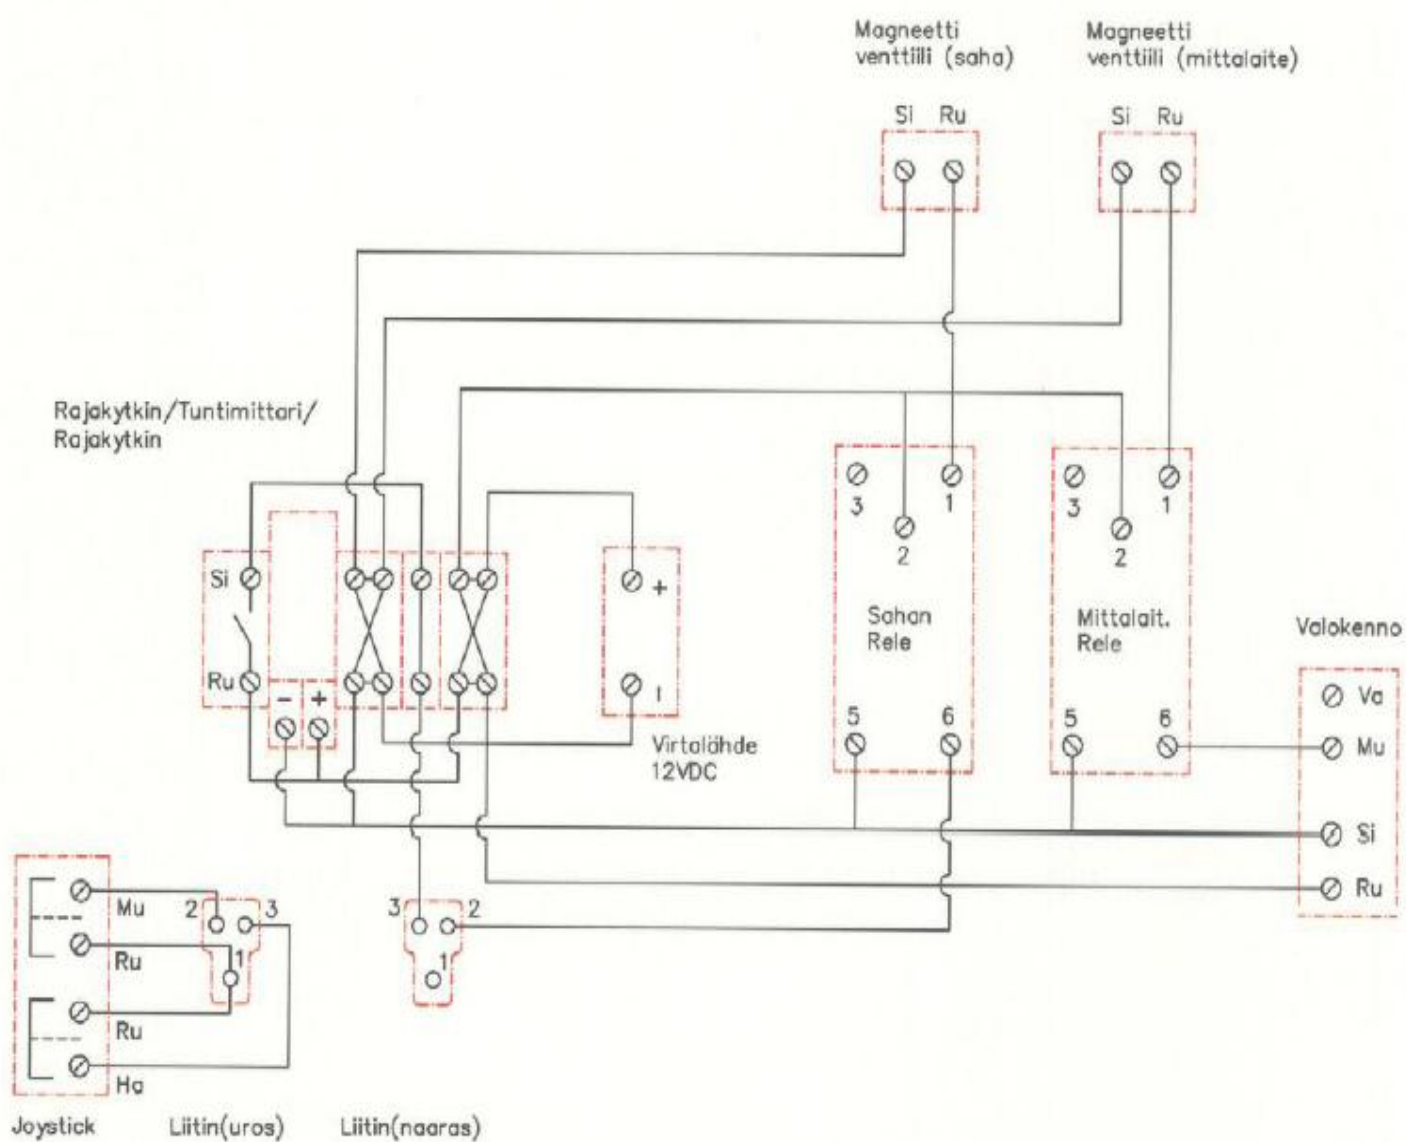 Magneetti
venttiili (saha)
Magneetti
venttiili (mittalaite)
Si Ru
Si Ru
Rajakytkin/Tuntimittari/
Rajakytkin
3 1
2
3 1
2
Si
+
Sahan
Rele
Mittalait.
Rele
Valokenno
Ru
- +
Va
5 6
5 6
Mu
Virtalähde
12VDC
Si
Ru
Mu
2 3
3 2
Ru
1
1
Ru
Ha
Joystick
Liitin(uros)
Liitin(naaras)